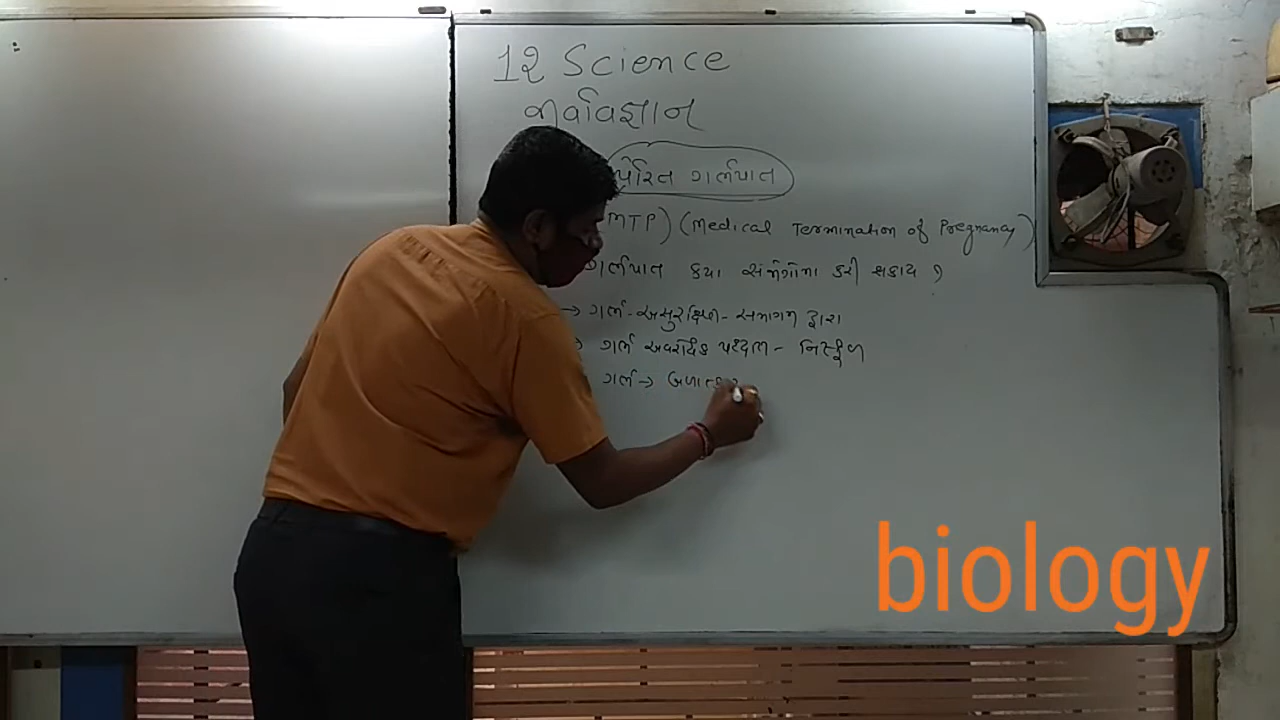 12 Science
જીવવિજ્ઞાન
પ્રેરિત ગર્ભપાત
MTP) (Medical Termination of Pregnancy)
ગર્ભપાત કયા સંજોગોમાં કરી શકાય ?
→ ગર્ભ - અસુરક્ષિત - સમાગમ દ્વારા
ગર્ભ અવરોધક પધ્ધતિ - નિષ્ફળ
ગર્ભ →
biology